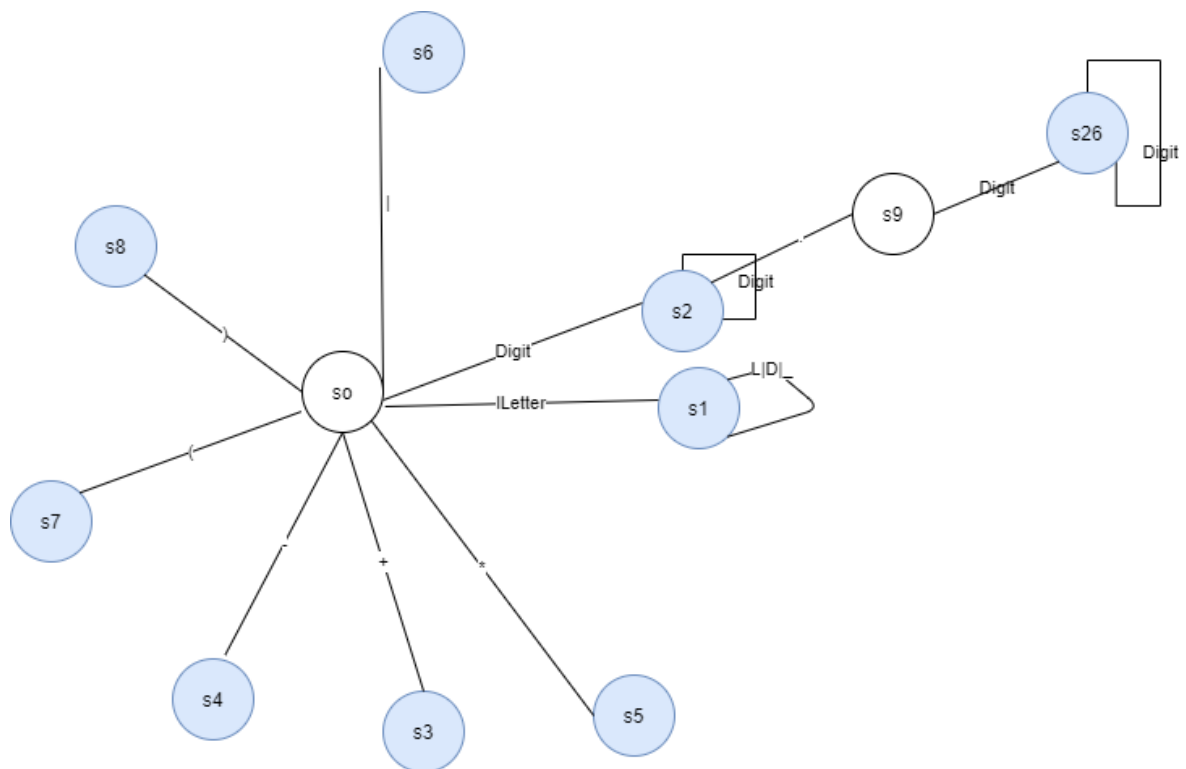 s6
s26
Digit
Digit
s9
|
.
s8
Digit
s2
)
Digit
L|D|_
so
lLetter
s1
(
s7
-
+
*
s4
s3
s5